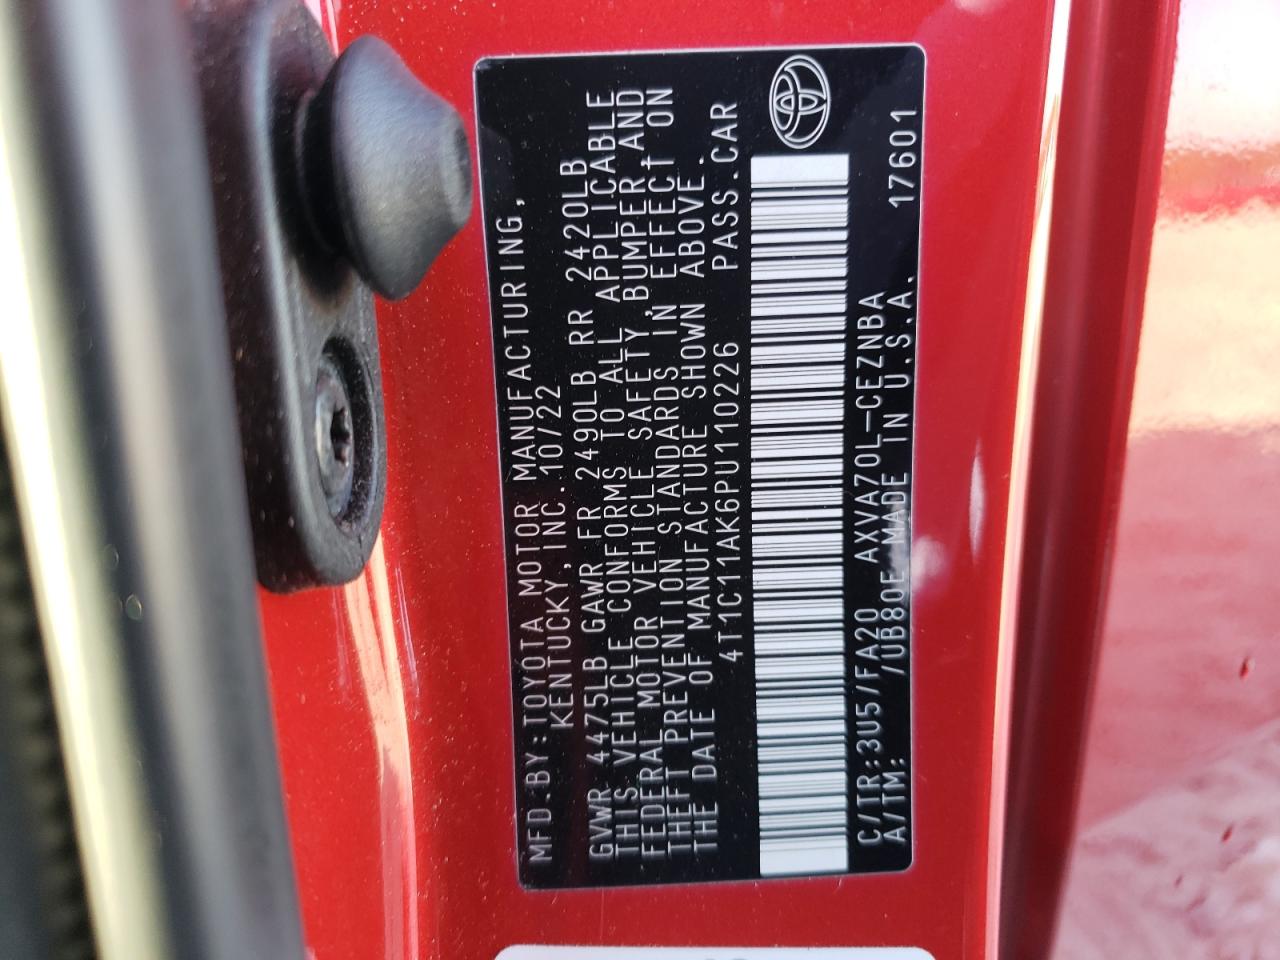 MFD.BY:TOYOTA MOTOR MANUFACTURING,
KENTUCKY,INC.10/22
GVWR 4475LB GAWR FR 2490LB RR 2420LB
THIS VEHICLE CONFORMS TO ALL APPLICABLE
FEDERAL MOTOR VEHICLE SAFETY,BUMPER,AND
THEFT PREVENTION STANDARDS IN EFFECT ON
THE DATE OF MANUFACTURE SHOWN ABOVE.
4T1C11AK6PU110226 PASS.CAR
C/TR:3U5/FA20 AXVA70L-CEZNBA
A/TM: /UB80E MADE IN U.S.A. 17601